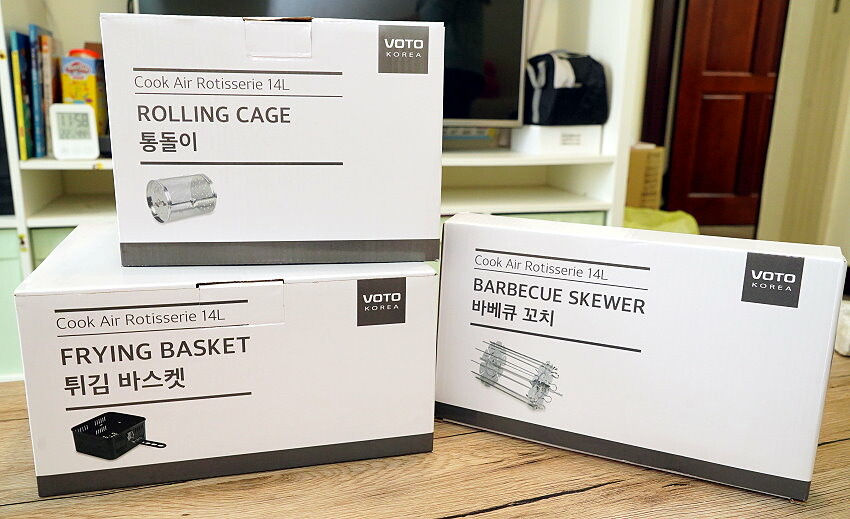 VOTO
KOREA
Cook Air Rotisserie 14L
ROLLING CAGE
통돌이
VOTO
KOREA
Cook Air Rotisserie 14L
FRYING BASKET
튀김 바스켓
VOTO
KOREA
Cook Air Rotisserie 14L
BARBECUE SKEWER
바베큐 꼬치